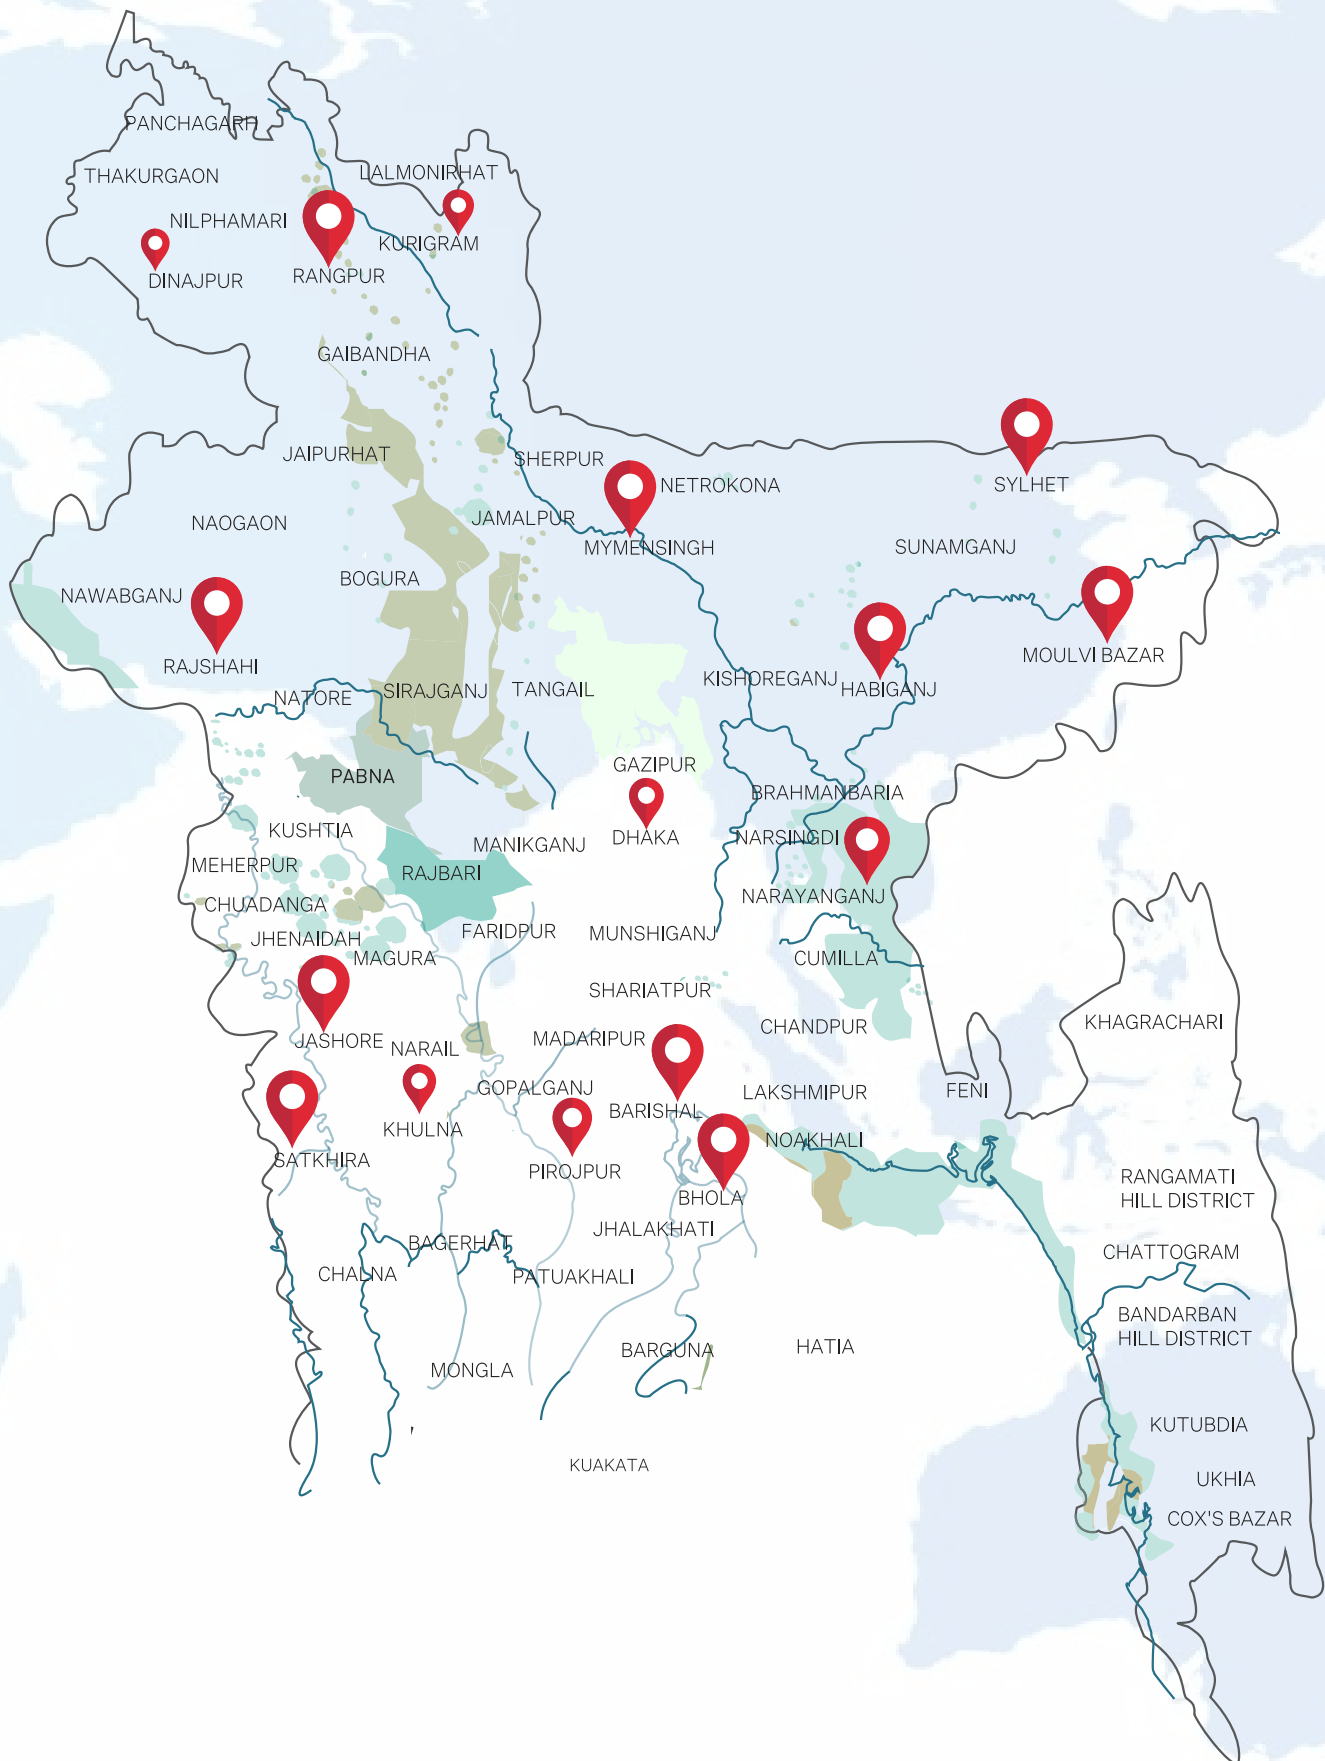 PANCHAGARH
THAKURGAON
LALMONIRHAT
NILPHAMARI
KURIGRAM
DINAJPUR
RANGPUR
GAIBANDHA
JAIPURHAT
SHERPUR
NETROKONA
SYLHET
NAOGAON
JAMALPUR
MYMENSINGH
SUNAMGANJ
BOGURA
NAWABGANJ
RAJSHAHI
MOULVI BAZAR
NATORE
SIRAJGANJ
TANGAIL
KISHOREGANJ
HABIGANJ
GAZIPUR
PABNA
BRAHMANBARIA
KUSHTIA
MANIKGANJ
DHAKA
NARSINGDI
MEHERPUR
RAJBARI
NARAYANGANJ
CHUADANGA
JHENAIDAH
FARIDPUR
MUNSHIGANJ
MAGURA
CUMILLA
SHARIATPUR
CHANDPUR
KHAGRACHARI
JASHORE
NARAIL
MADARIPUR
GOPALGANJ
LAKSHMIPUR
FENI
BARISHAL
KHULNA
NOAKHALI
SATKHIRA
PIROJPUR
BHOLA
RANGAMATI
HILL DISTRICT
JHALAKHATI
BAGERHAT
CHATTOGRAM
CHALNA
PATUAKHALI
BANDARBAN
HILL DISTRICT
BARGUNA
HATIA
MONGLA
KUTUBDIA
KUAKATA
UKHIA
COX'S BAZAR